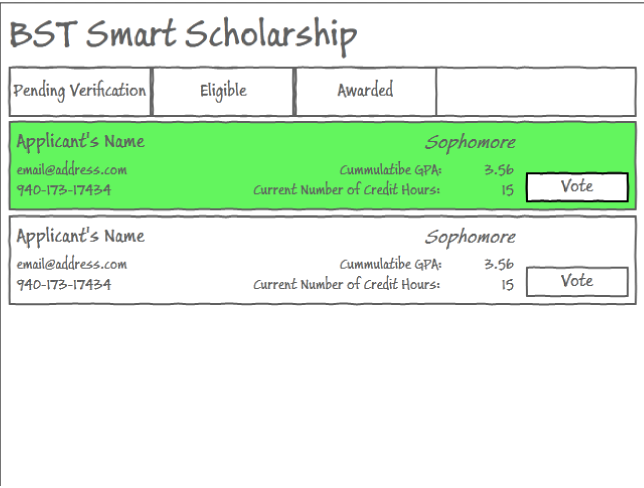 BST Smart Scholarship
Pending Verification Eligible Awarded
Applicant's Name Sophomore
email@address.com Cummulatibe GPA: 3.56
940-173-17434 Current Number of Credit Hours: 15 Vote
Applicant's Name Sophomore
email@address.com Cummulatibe GPA: 3.56
940-173-17434 Current Number of Credit Hours: 15 Vote